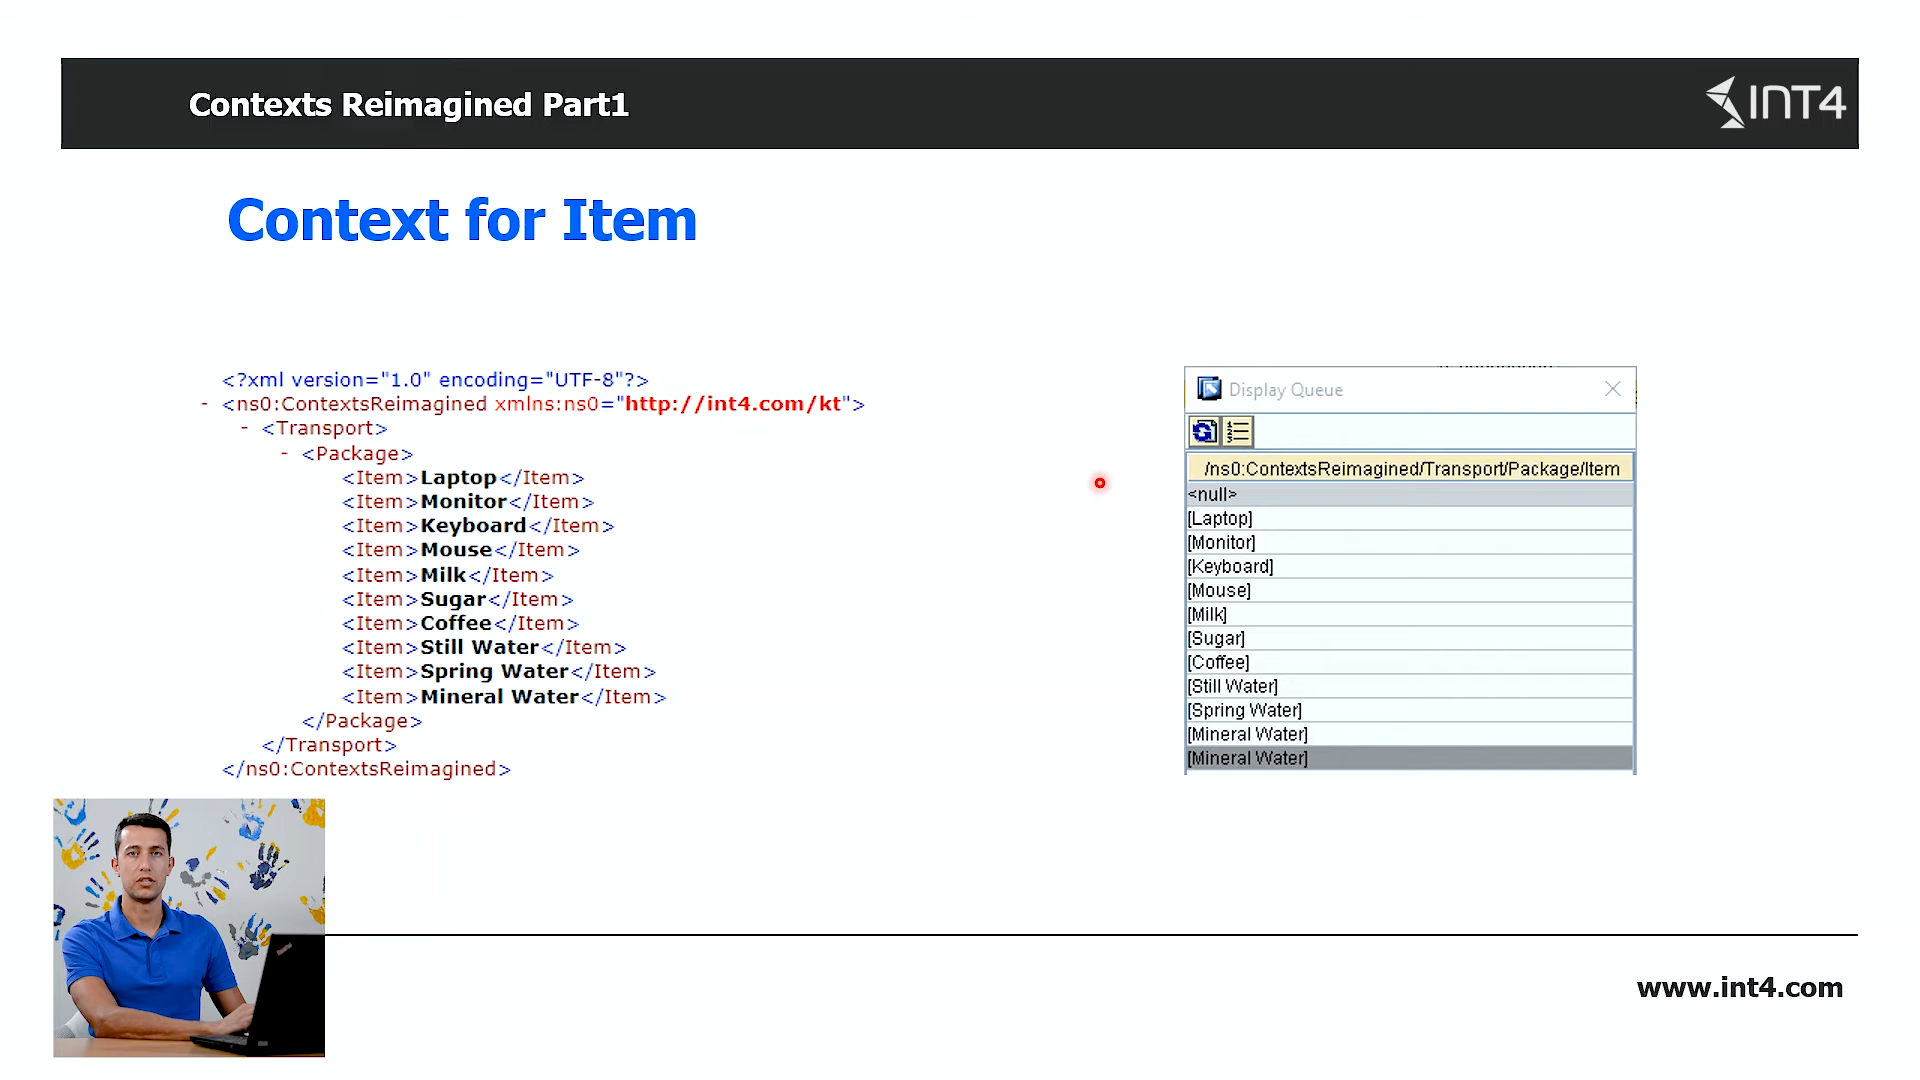 Contexts Reimagined Part1
INT4
Context for Item
<?xml version="1.0" encoding="UTF-8"?>
- <ns0:ContextsReimagined xmlns:ns0="http://int4.com/kt">
- <Transport>
- <Package>
<Item>Laptop</Item>
<Item>Monitor</Item>
<Item>Keyboard</Item>
<Item>Mouse</Item>
<Item>Milk</Item>
<Item>Sugar</Item>
<Item>Coffee</Item>
<Item>Still Water</Item>
<Item>Spring Water</Item>
<Item>Mineral Water</Item>
</Package>
</Transport>
</ns0:ContextsReimagined>
Display Queue
/ns0:ContextsReimagined/Transport/Package/Item
<null>
[Laptop]
[Monitor]
[Keyboard]
[Mouse]
[Milk]
[Sugar]
[Coffee]
[Still Water]
[Spring Water]
[Mineral Water]
[Mineral Water]
www.int4.com